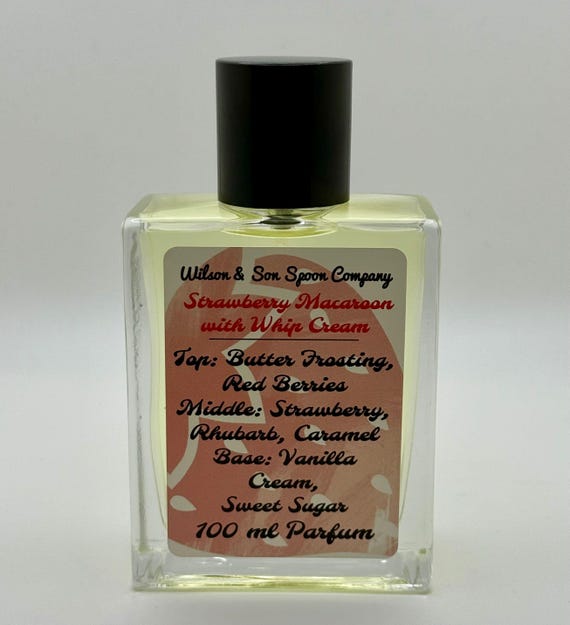 Wilson & Son Spoon Company
Strawberry Macaroon
with Whip Cream
Top: Butter Frosting,
Red Berries
Middle: Strawberry,
Rhubarb, Caramel
Base: Vanilla
Cream,
Sweet Sugar
100 ml Parfum